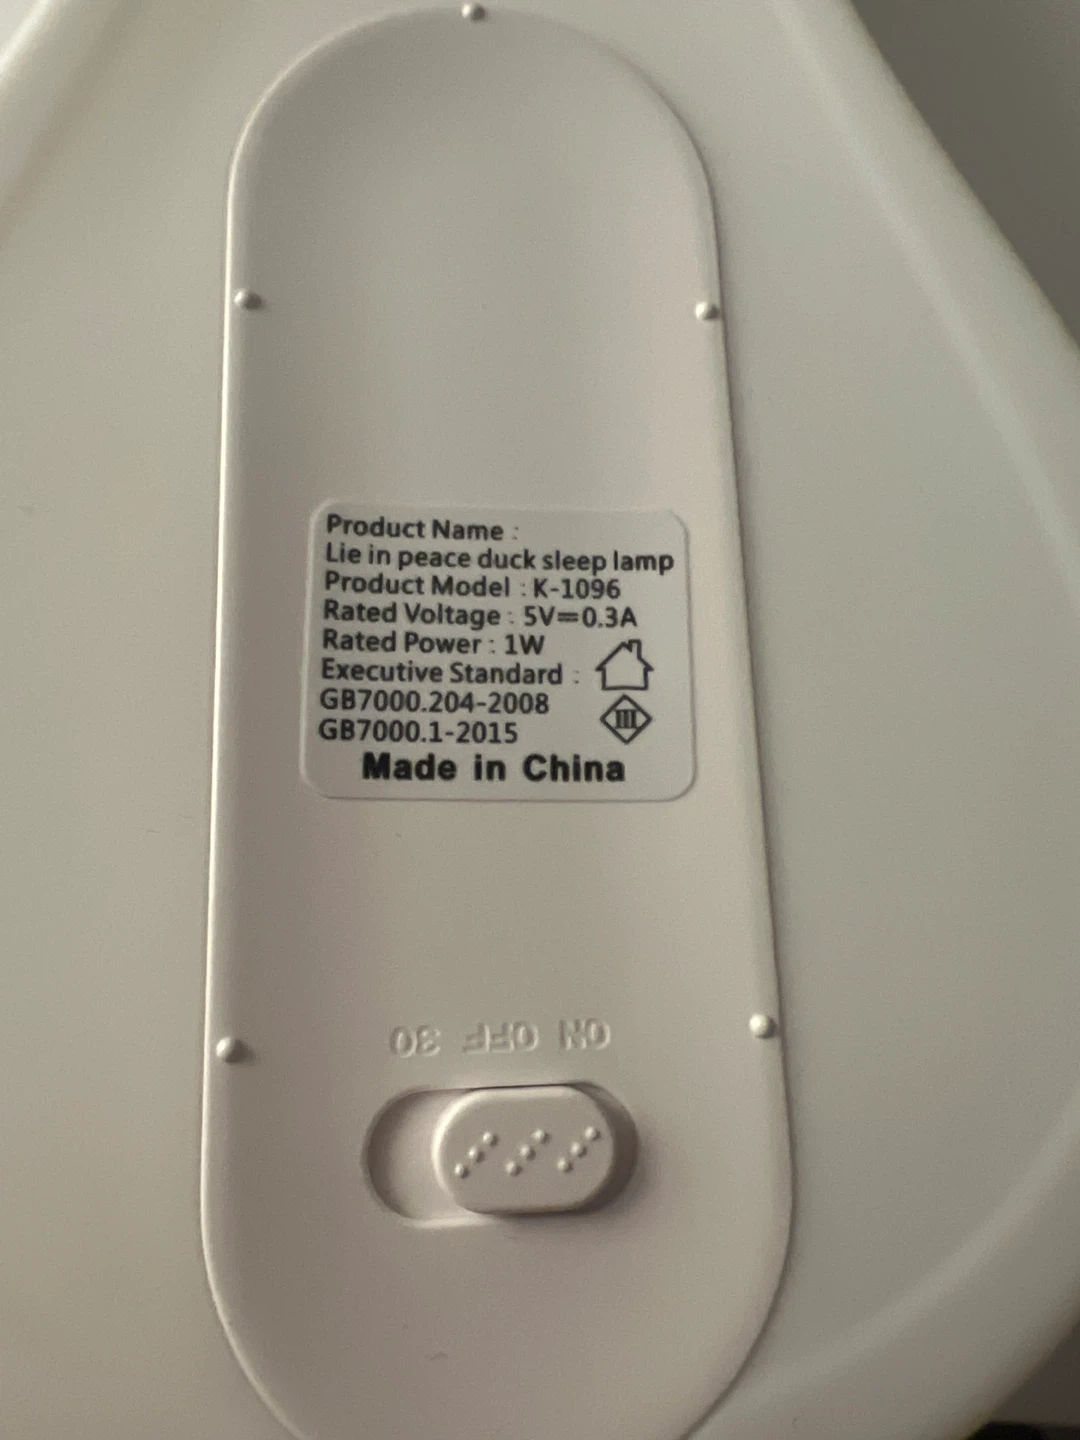 Product Name :
Lie in peace duck sleep lamp
Product Model : K-1096
Rated Voltage : 5V⎓0.3A
Rated Power : 1W
Executive Standard :
GB7000.204-2008
GB7000.1-2015
III
Made in China
ON OFF 30